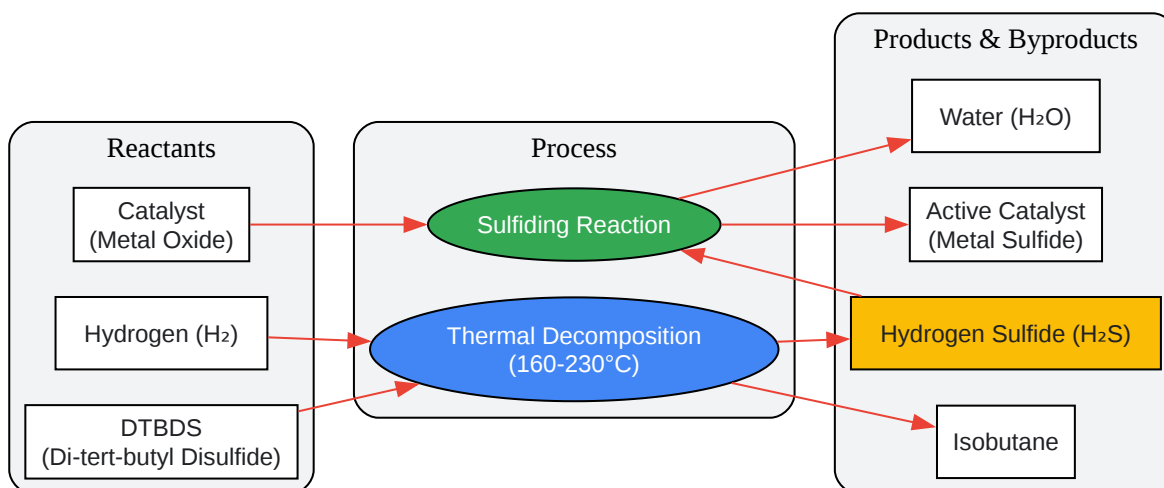 Reactants
Catalyst
(Metal Oxide)
Hydrogen (H₂)
DTBDS
(Di-tert-butyl Disulfide)
Process
Sulfiding Reaction
Thermal Decomposition
(160-230°C)
Products & Byproducts
Water (H₂O)
Active Catalyst
(Metal Sulfide)
Hydrogen Sulfide (H₂S)
Isobutane